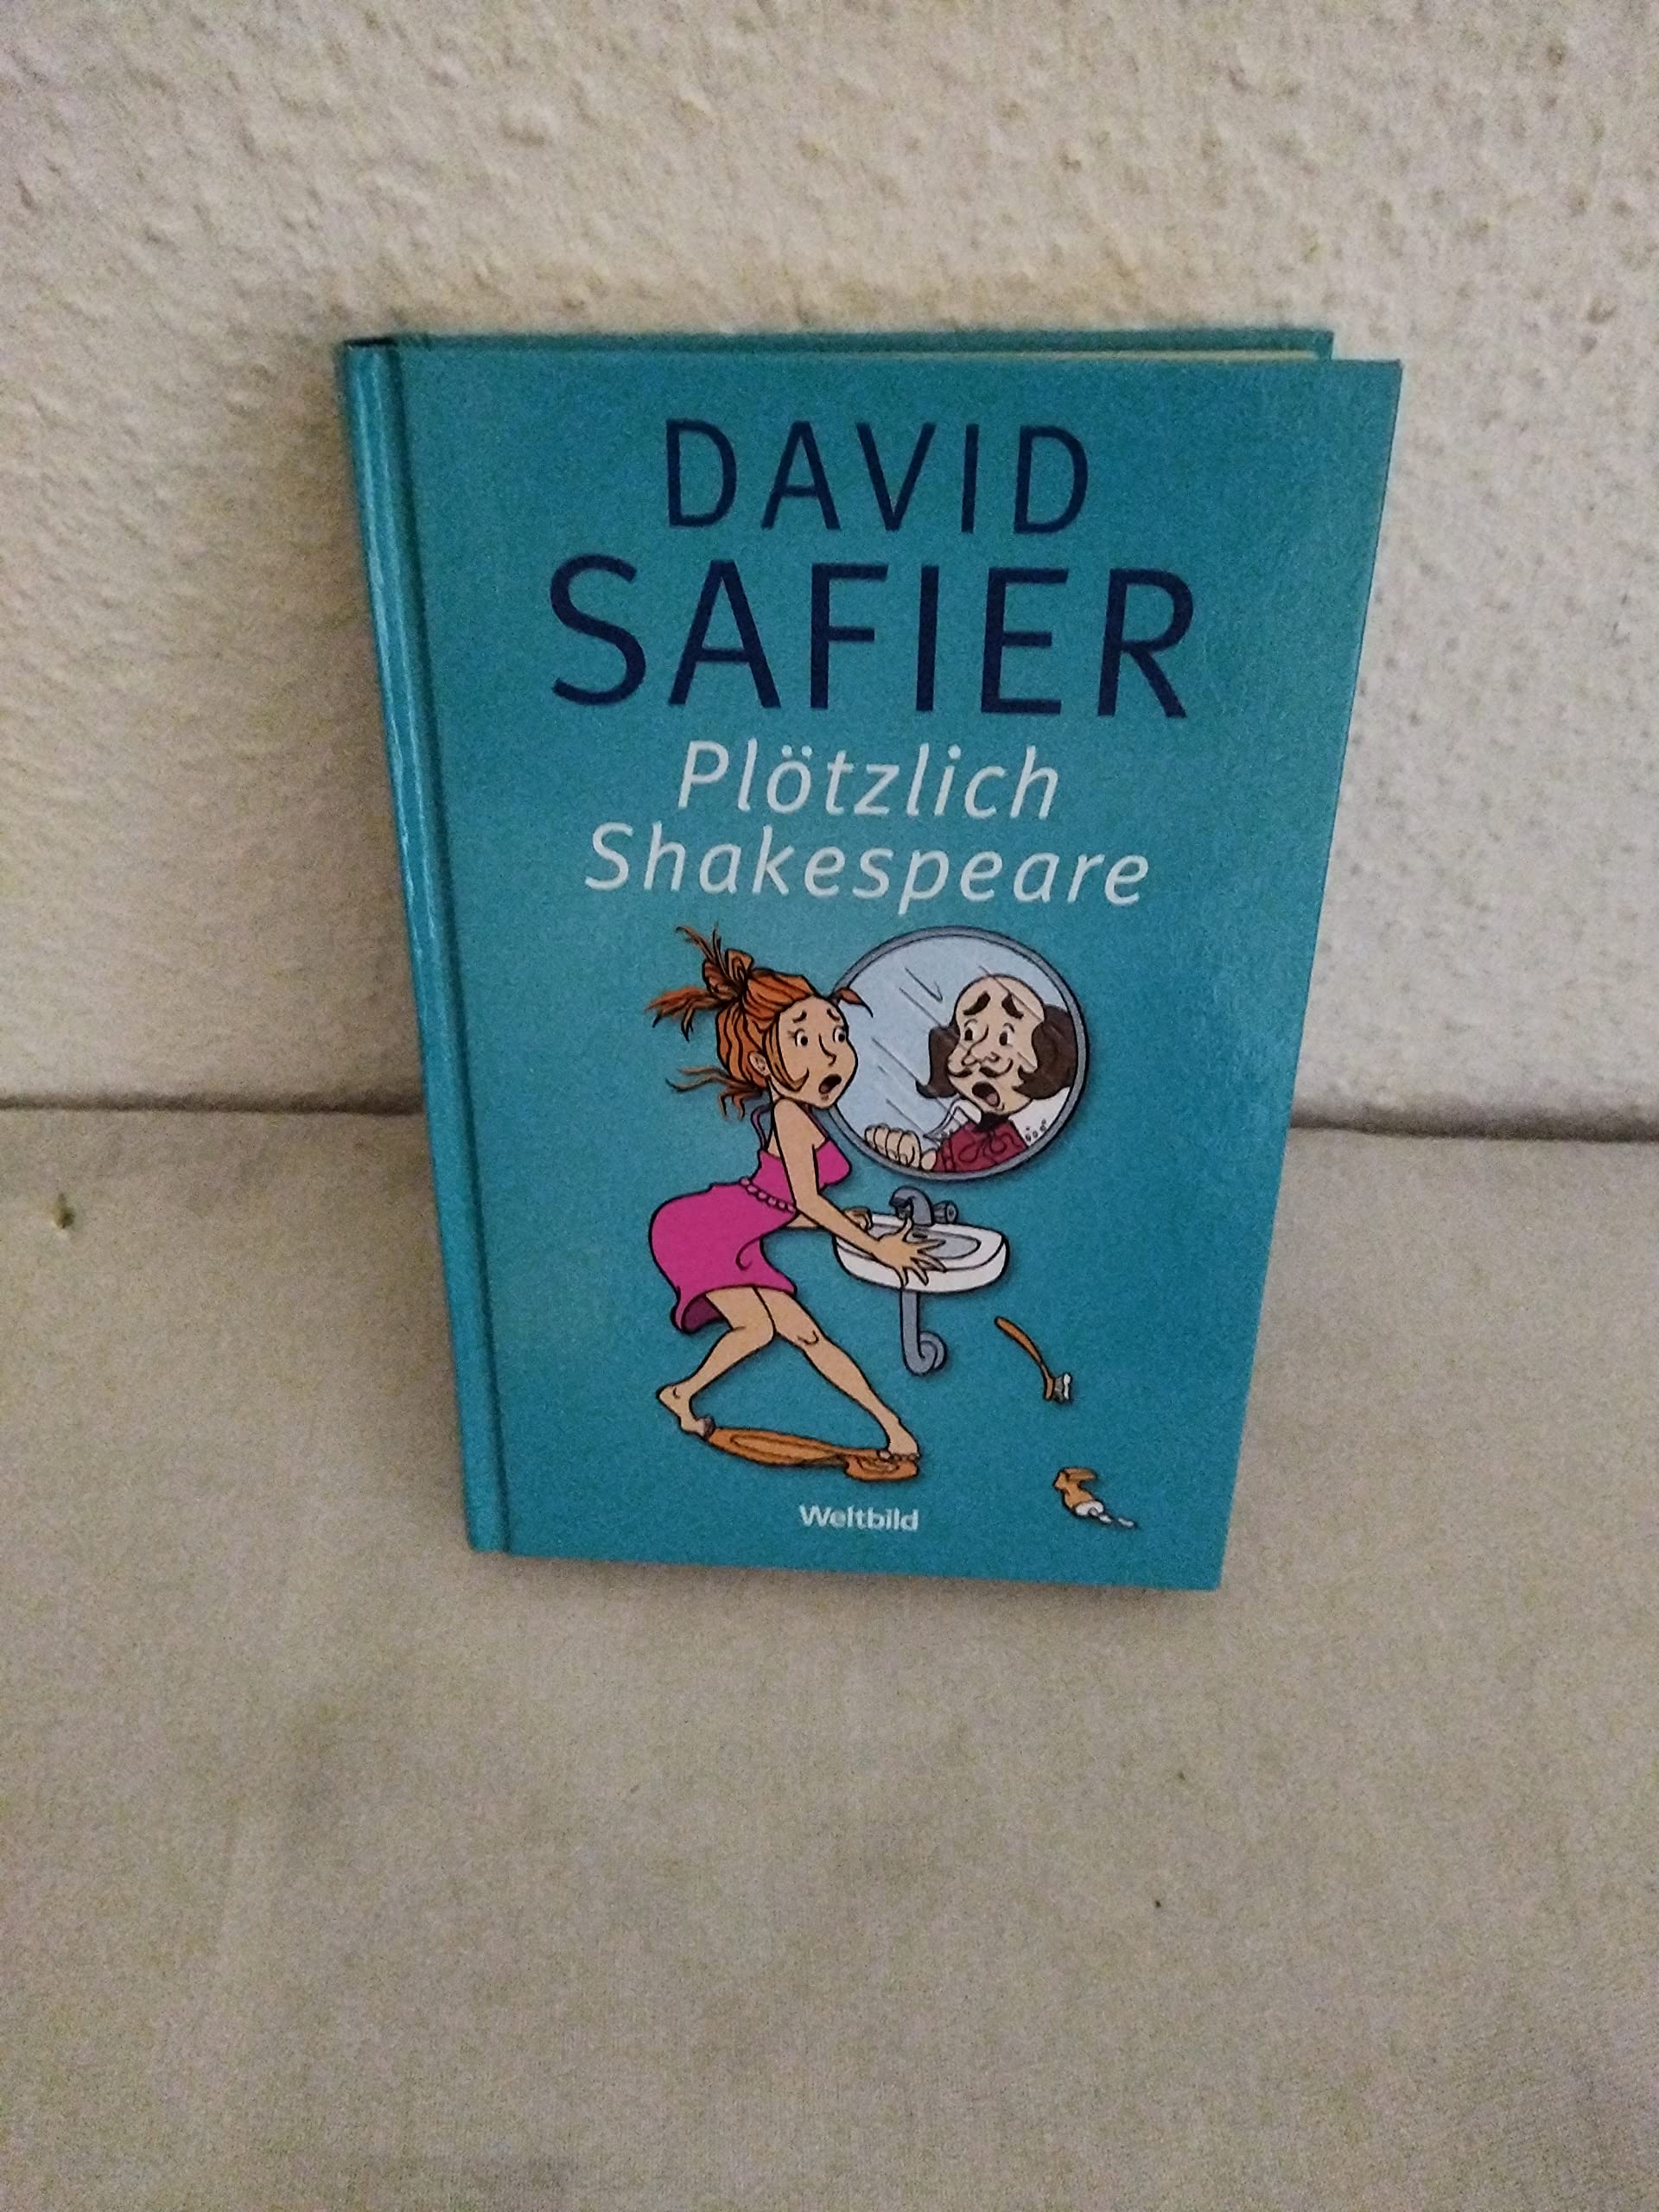 DAVID
SAFIER
Plötzlich
Shakespeare
Weltbild